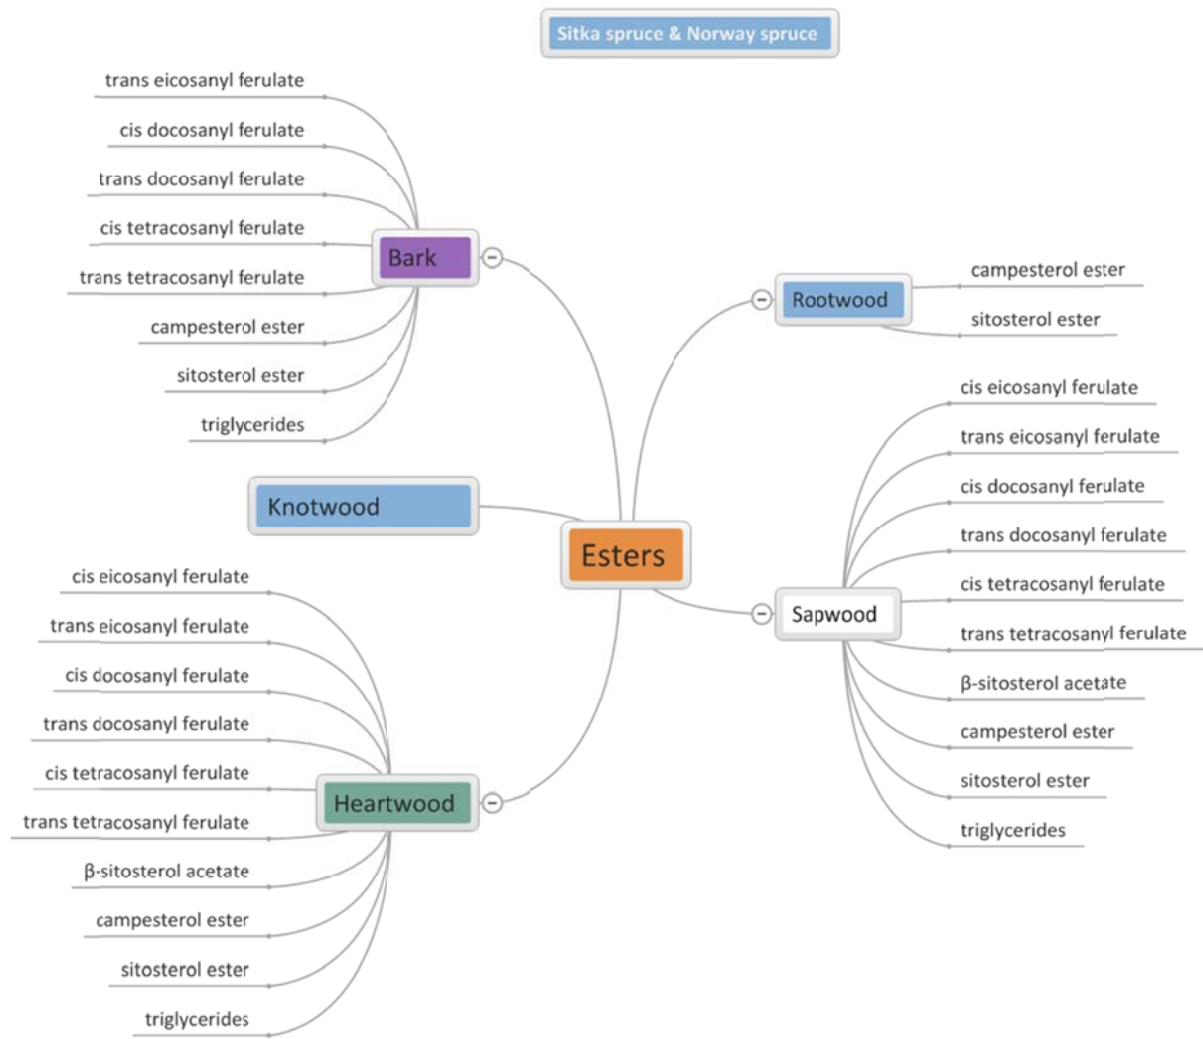 Sitka spruce & Norway spruce
trans eicosanyl ferulate
cis docosanyl ferulate
trans docosanyl ferulate
cis tetracosanyl ferulate
trans tetracosanyl ferulate
campesterol ester
sitosterol ester
triglycerides
Bark
Knotwood
Esters
cis eicosanyl ferulate
trans eicosanyl ferulate
cis docosanyl ferulate
trans docosanyl ferulate
cis tetracosanyl ferulate
trans tetracosanyl ferulate
β-sitosterol acetate
campesterol ester
sitosterol ester
triglycerides
Heartwood
Rootwood
campesterol ester
sitosterol ester
Sapwood
cis eicosanyl ferulate
trans eicosanyl ferulate
cis docosanyl ferulate
trans docosanyl ferulate
cis tetracosanyl ferulate
trans tetracosanyl ferulate
β-sitosterol acetate
campesterol ester
sitosterol ester
triglycerides